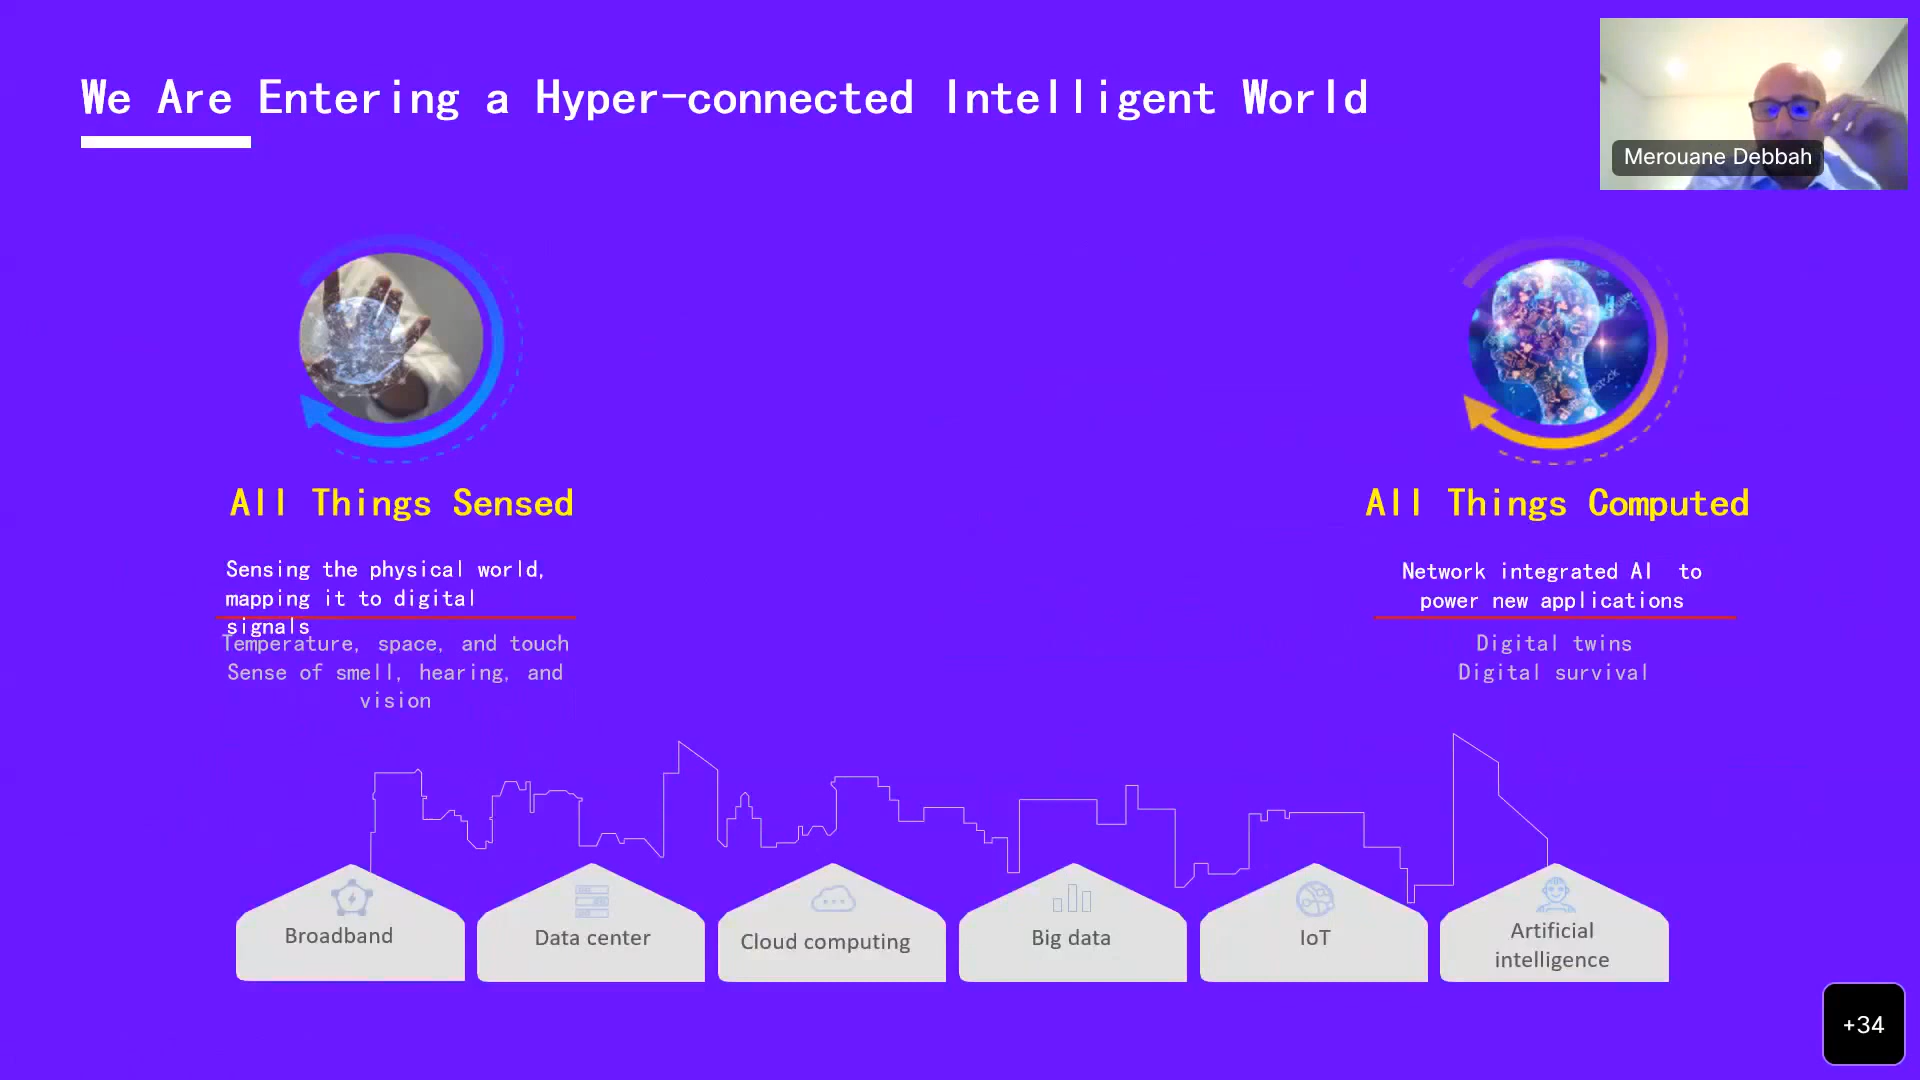 We Are Entering a Hyper-connected Intelligent World
Merouane Debbah
All Things Sensed
Sensing the physical world,
mapping it to digital
signals
Temperature, space, and touch
Sense of smell, hearing, and
vision
All Things Computed
Network integrated AI to
power new applications
Digital twins
Digital survival
Broadband
Data center
Cloud computing
Big data
IoT
Artificial
intelligence
+34